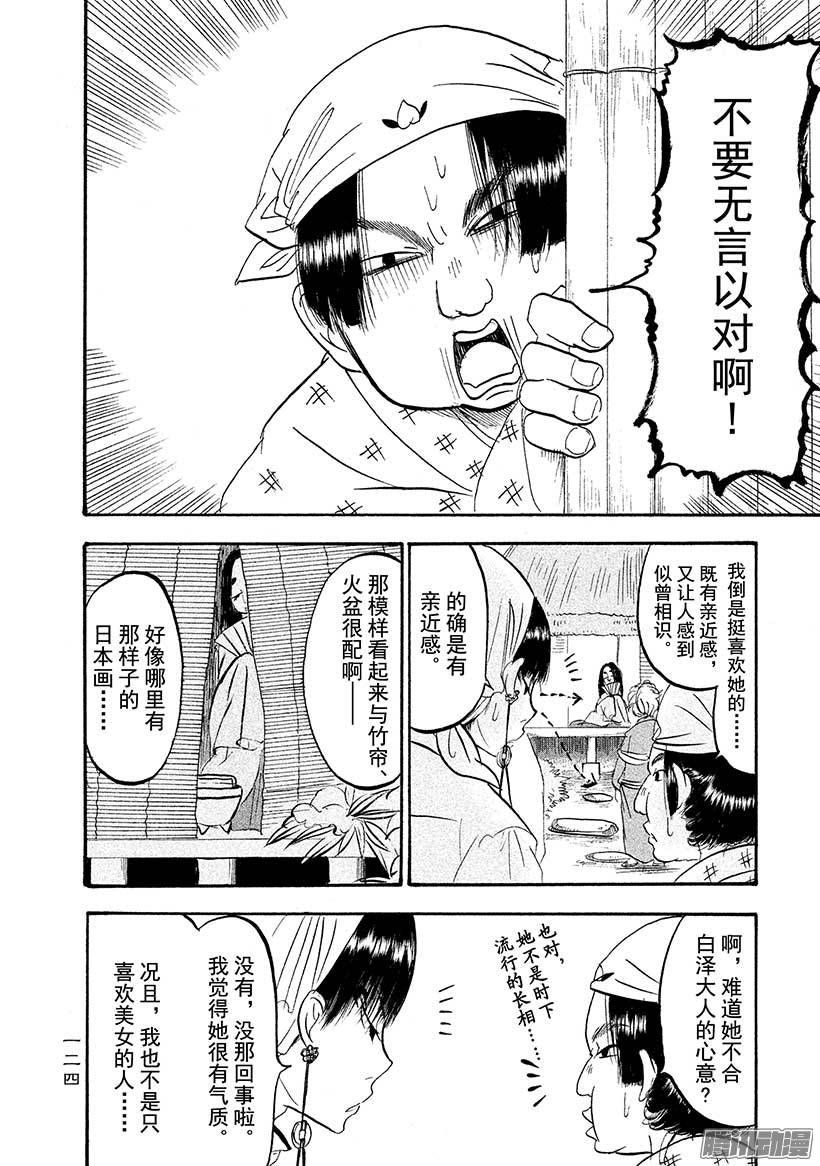 不要无言以对啊！
我倒是挺喜欢她的……
既有亲近感，
又让人感到
似曾相识。
的确是有
亲近感。
那模样看起来与竹帘、
火盆很配啊——
好像哪里有
那样子的
日本画……
啊，难道她不合
白泽大人的心意？
也对，
她不是时下
流行的长相……
没有，没那回事啦。
我觉得她很有气质。
况且，我也不是只
喜欢美女的人……
一二四
腾讯动漫